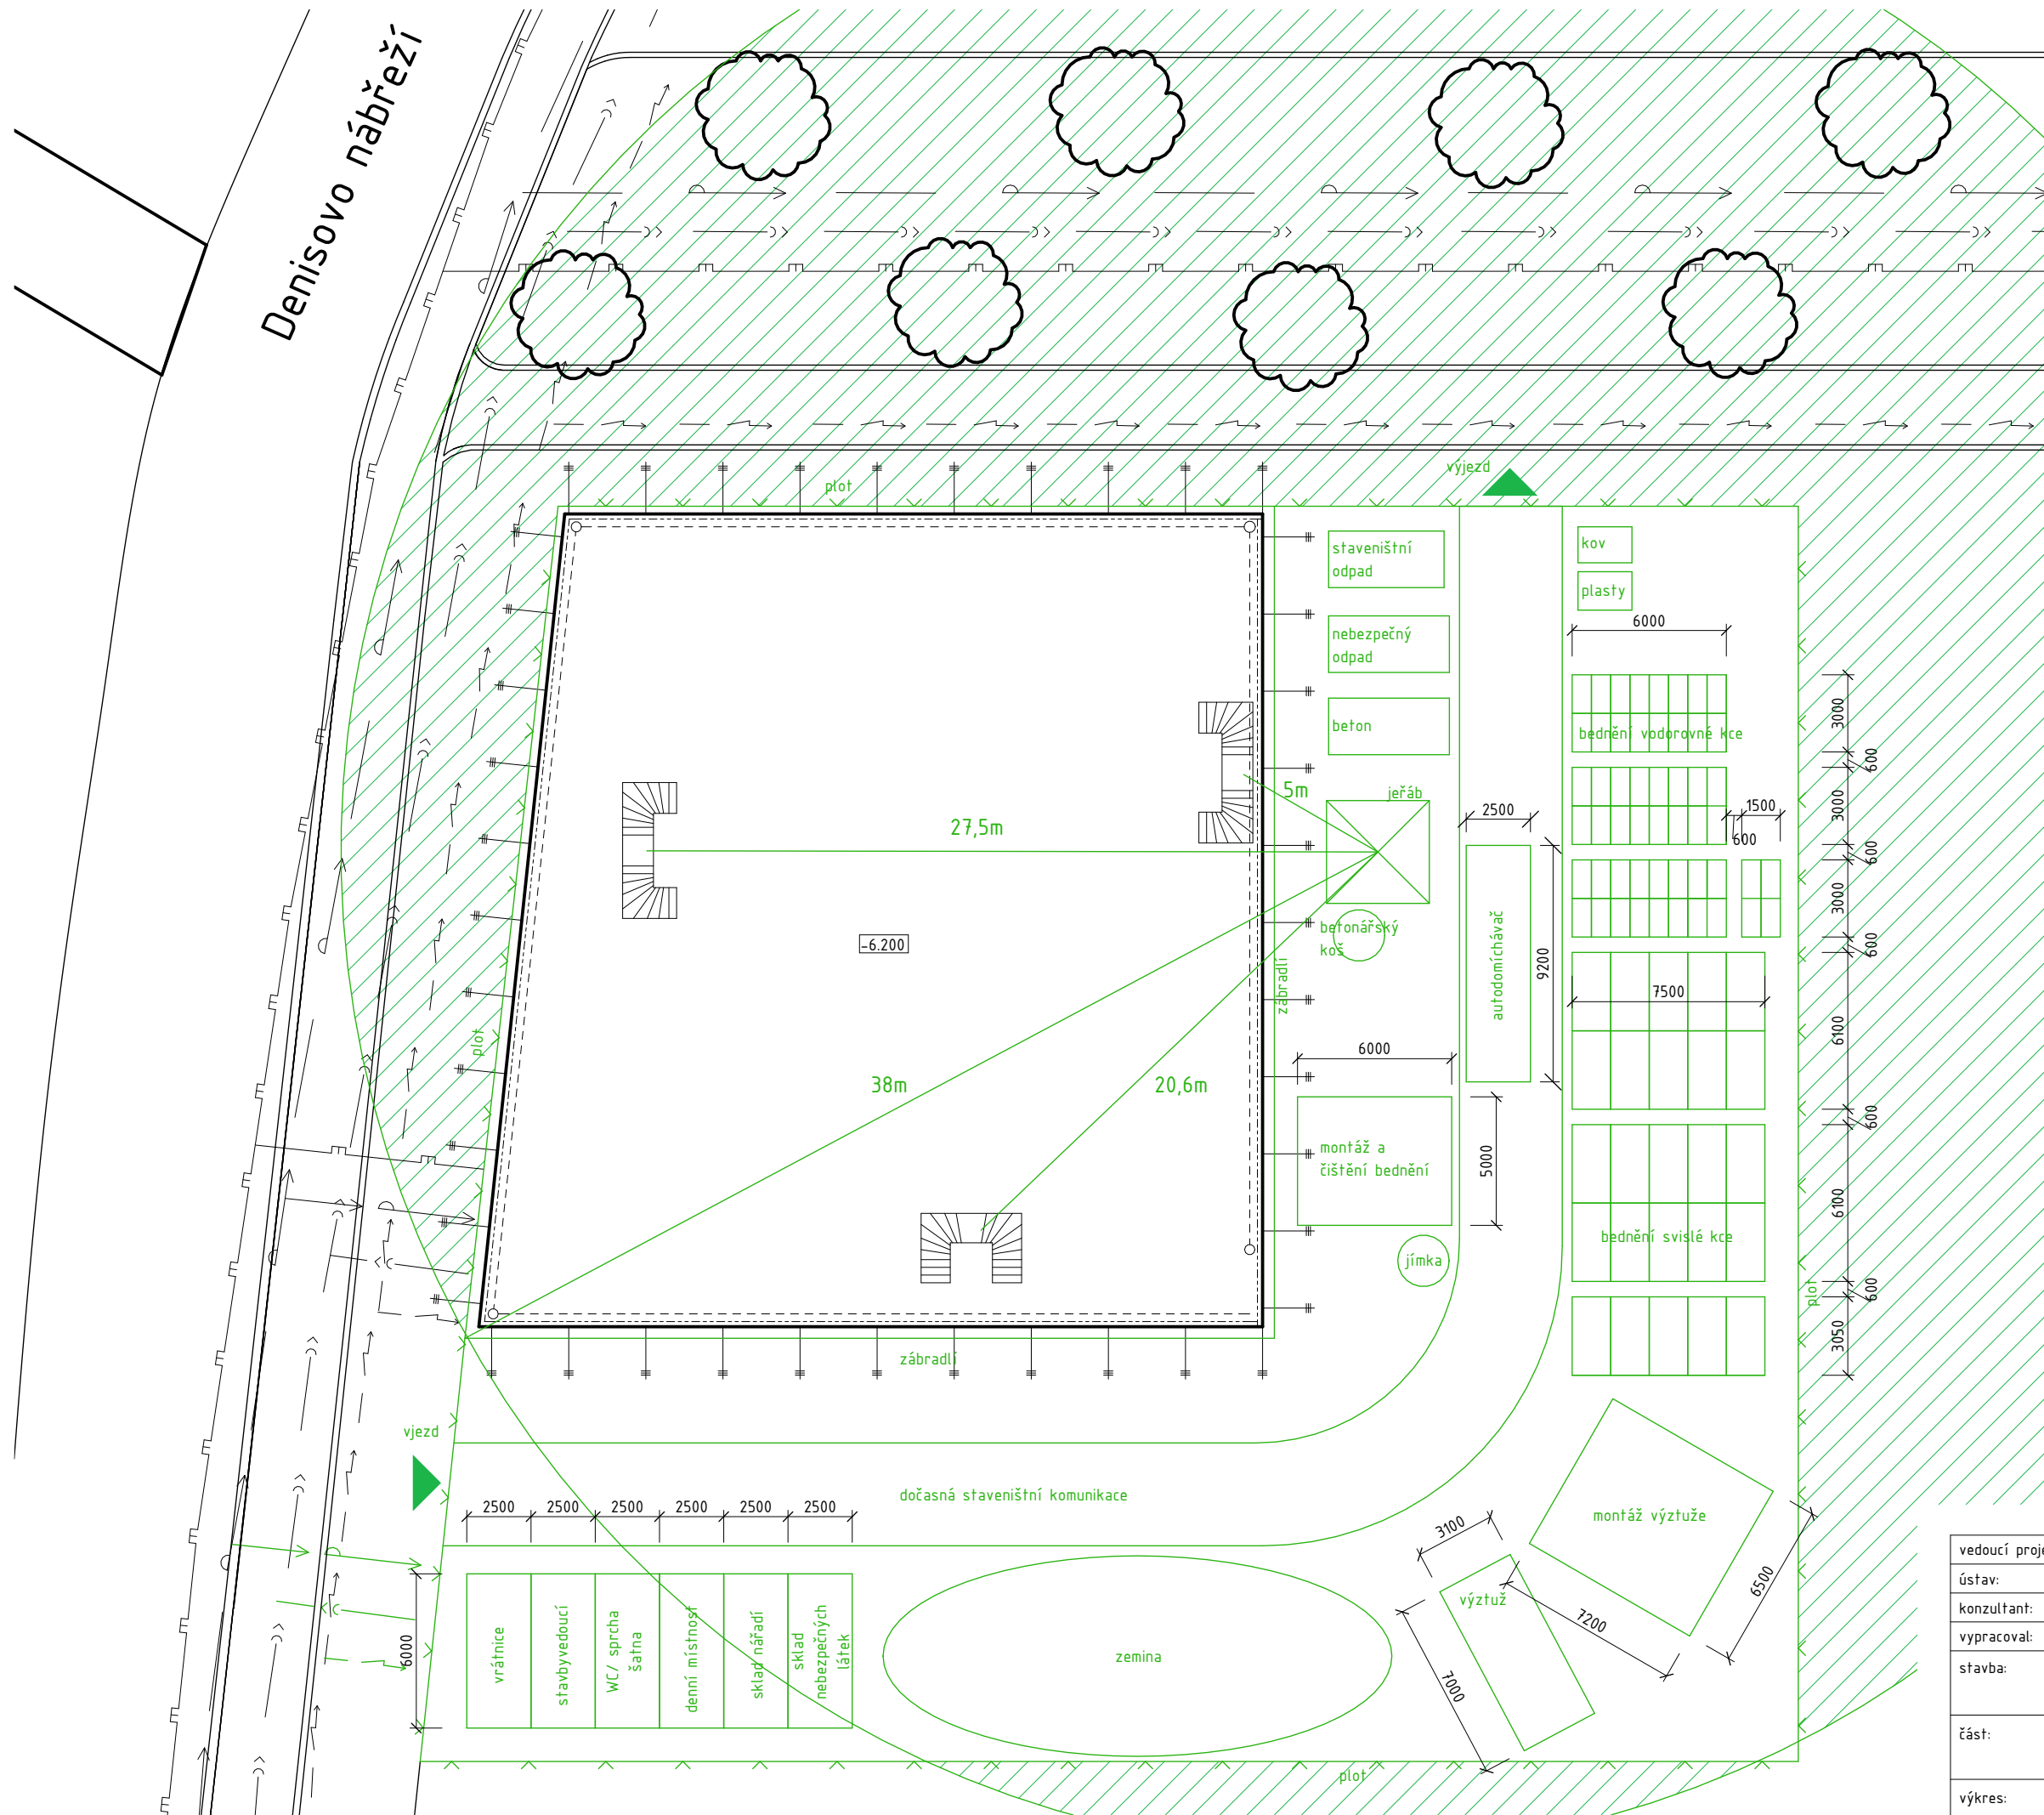 Denisovo nábřeží
výjezd
plot
staveništní
odpad
kov
plasty
6000
nebezpečný
odpad
beton
3000
bednění vodorovné kce
600
5m
jeřáb
27,5m
2500
3000
1500
600
600
3000
betonářský
koš
autodomíchávač
9200
-6.200
600
zábradlí
7500
6100
plot
6000
38m
20,6m
600
montáž a
čištění bednění
5000
6100
bednění svislé kce
jímka
600
plot
3050
zábradlí
vjezd
dočasná staveništní komunikace
2500
2500
2500
2500
2500
2500
montáž výztuže
3100
6500
výztuž
7200
7000
6000
vrátnice
stavbyvedoucí
WC/ sprcha
šatna
denní místnost
sklad nářadí
sklad
nebezpečných
látek
zemina
plot
vedoucí proje
ústav:
konzultant:
vypracoval:
stavba:
část:
výkres: